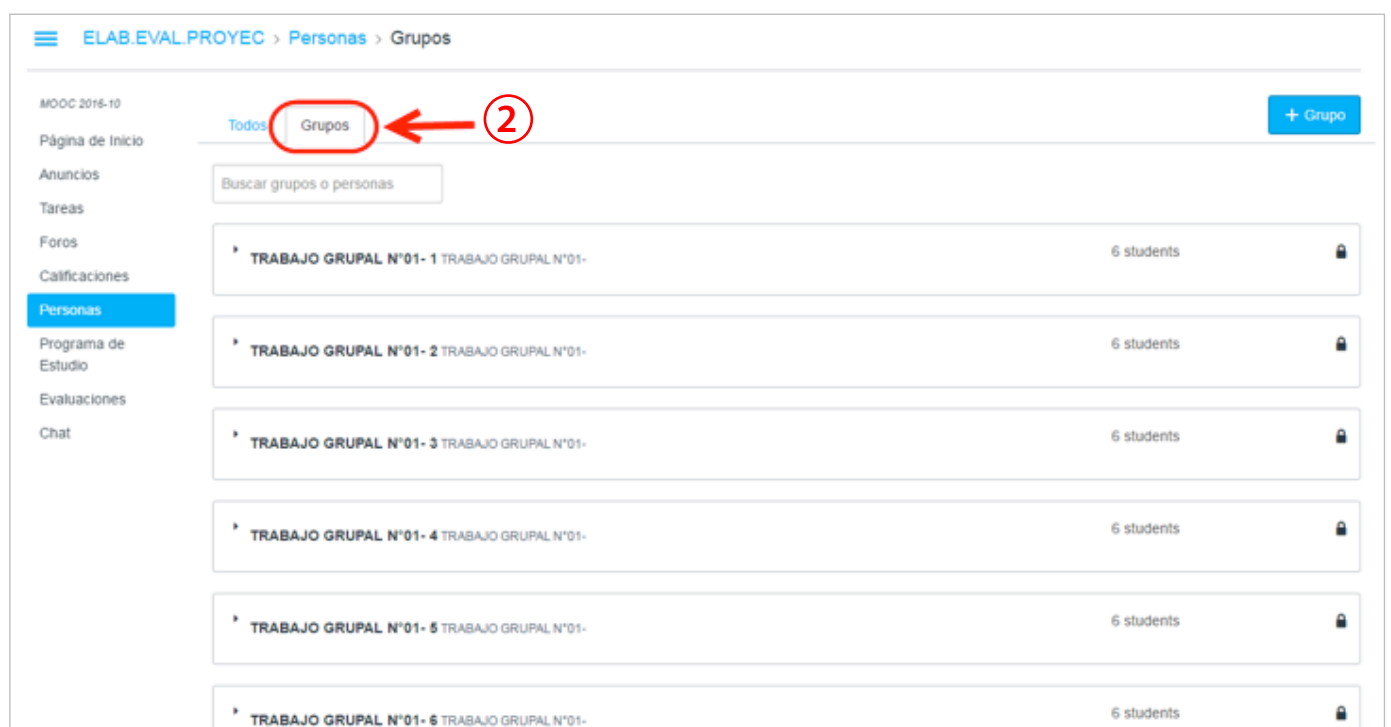 ELAB.EVAL.PROYEC > Personas > Grupos
MOOC 2016-10
Página de Inicio
Anuncios
Tareas
Foros
Calificaciones
Personas
Programa de
Estudio
Evaluaciones
Chat
Todos Grupos
②
+ Grupo
Buscar grupos o personas
TRABAJO GRUPAL N°01- 1 TRABAJO GRUPAL N°01- 6 students
TRABAJO GRUPAL N°01- 2 TRABAJO GRUPAL N°01- 6 students
TRABAJO GRUPAL N°01- 3 TRABAJO GRUPAL N°01- 6 students
TRABAJO GRUPAL N°01- 4 TRABAJO GRUPAL N°01- 6 students
TRABAJO GRUPAL N°01- 5 TRABAJO GRUPAL N°01- 6 students
TRABAJO GRUPAL N°01- 6 TRABAJO GRUPAL N°01- 6 students